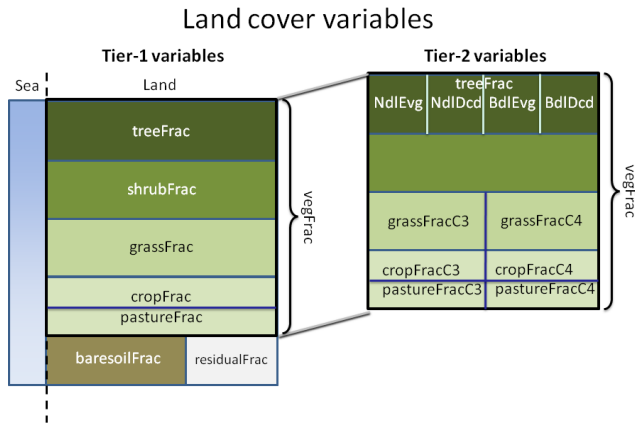 Land cover variables
Tier-1 variables
Tier-2 variables
Sea
Land
treeFrac
shrubFrac
grassFrac
cropFrac
pastureFrac
baresoilFrac
residualFrac
vegFrac
treeFrac
NdlEvg
NdlDcd
BdlEvg
BdlDcd
grassFracC3
grassFracC4
cropFracC3
cropFracC4
pastureFracC3
pastureFracC4
vegFrac